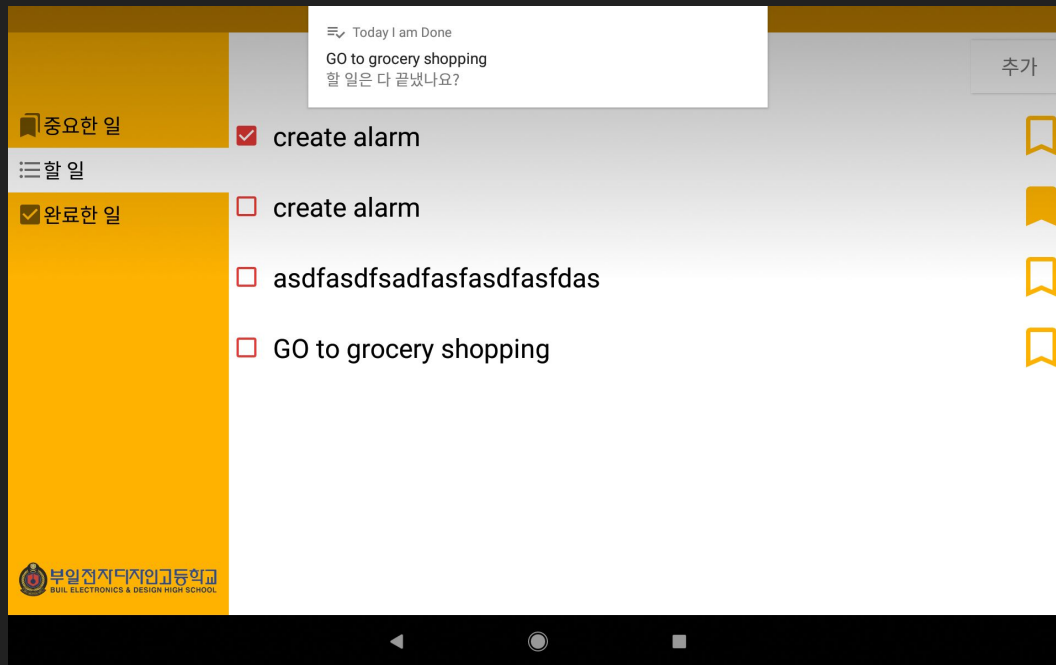 Today I am Done
GO to grocery shopping
할 일은 다 끝냈나요?
추가
중요한 일
할 일
완료한 일
create alarm
create alarm
asdfasdfsadfasfasdfasfdas
GO to grocery shopping
부일전자디자인고등학교
BUIL ELECTRONICS & DESIGN HIGH SCHOOL